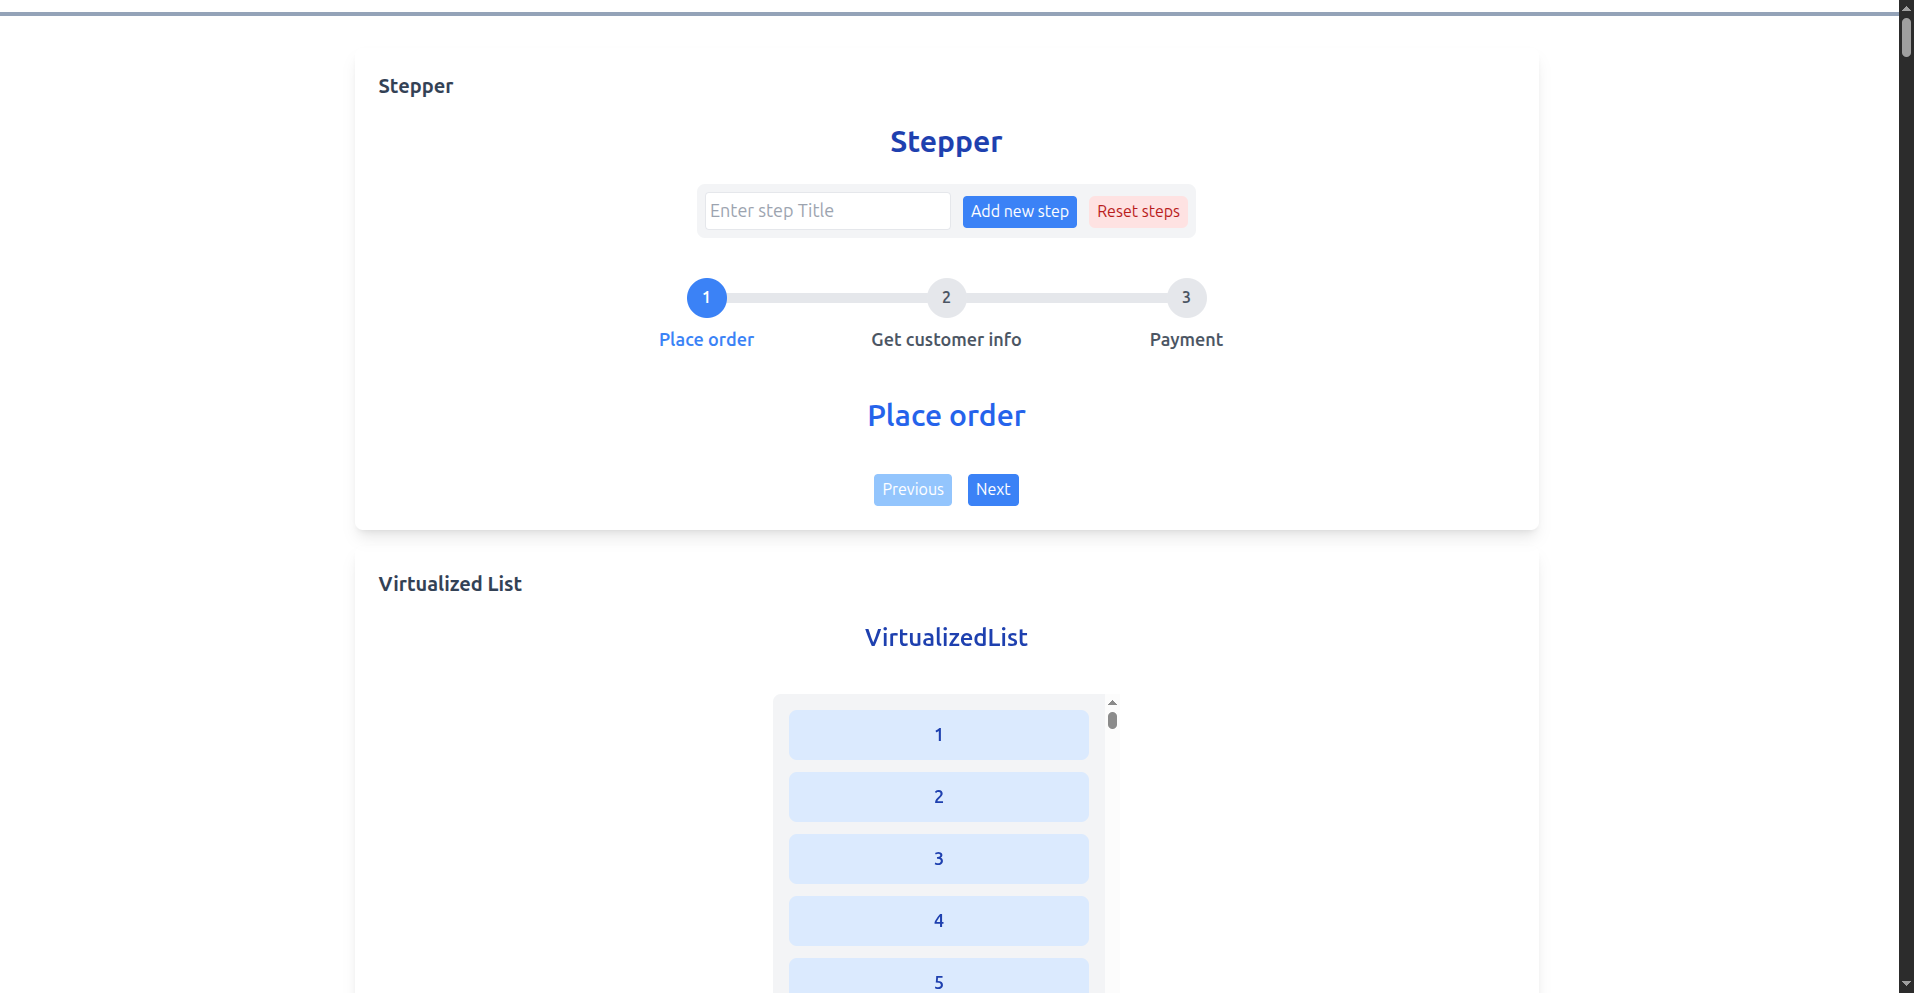 Stepper
Stepper
Enter step Title Add new step Reset steps
1 2 3
Place order Get customer info Payment
Place order
Previous Next
Virtualized List
VirtualizedList
1
2
3
4
5